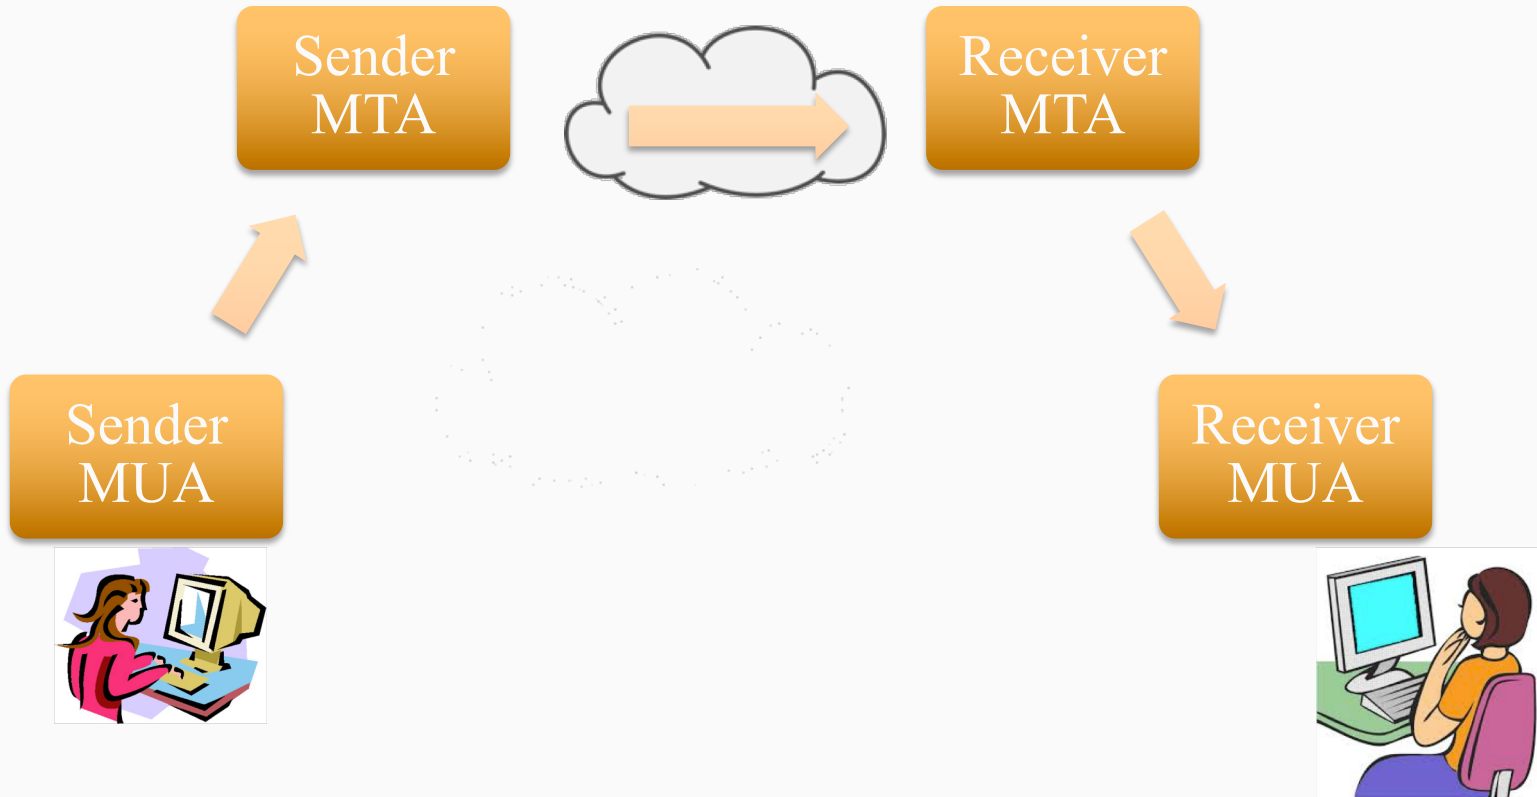 Sender
MTA
Receiver
MTA
Sender
MUA
Receiver
MUA